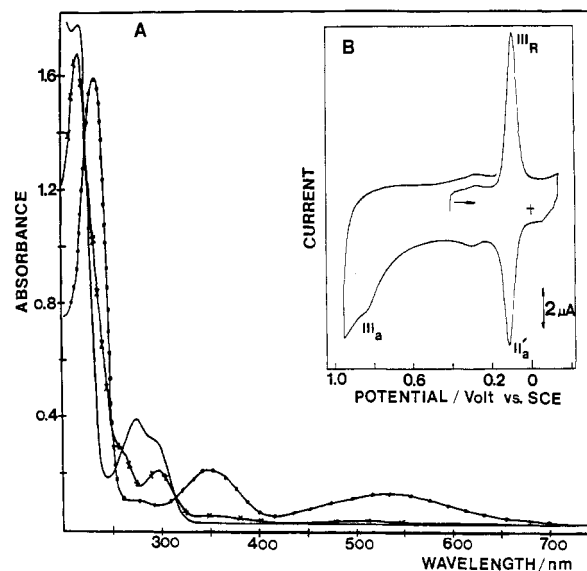 A
B
III_R
1.6
1.2
0.8
0.4
ABSORBANCE
CURRENT
III_a
II'_a
2 μA
1.0 0.6 0.2 0
POTENTIAL / Volt vs. SCE
300 400 500 600 700
WAVELENGTH/nm